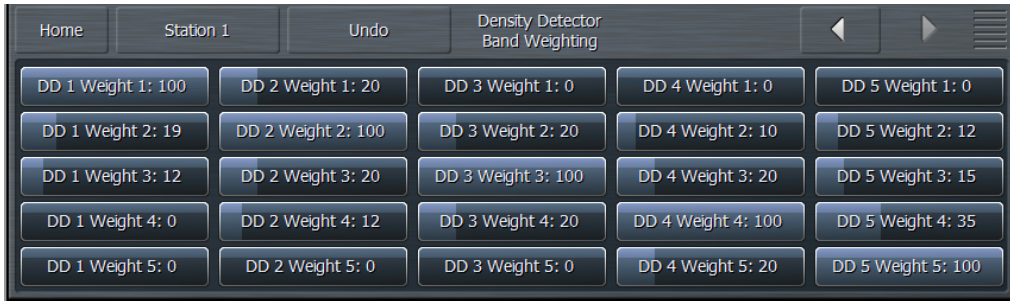 Home Station 1 Undo Density Detector
Band Weighting
DD 1 Weight 1: 100 DD 2 Weight 1: 20 DD 3 Weight 1: 0 DD 4 Weight 1: 0 DD 5 Weight 1: 0
DD 1 Weight 2: 19 DD 2 Weight 2: 100 DD 3 Weight 2: 20 DD 4 Weight 2: 10 DD 5 Weight 2: 12
DD 1 Weight 3: 12 DD 2 Weight 3: 20 DD 3 Weight 3: 100 DD 4 Weight 3: 20 DD 5 Weight 3: 15
DD 1 Weight 4: 0 DD 2 Weight 4: 12 DD 3 Weight 4: 20 DD 4 Weight 4: 100 DD 5 Weight 4: 35
DD 1 Weight 5: 0 DD 2 Weight 5: 0 DD 3 Weight 5: 0 DD 4 Weight 5: 20 DD 5 Weight 5: 100